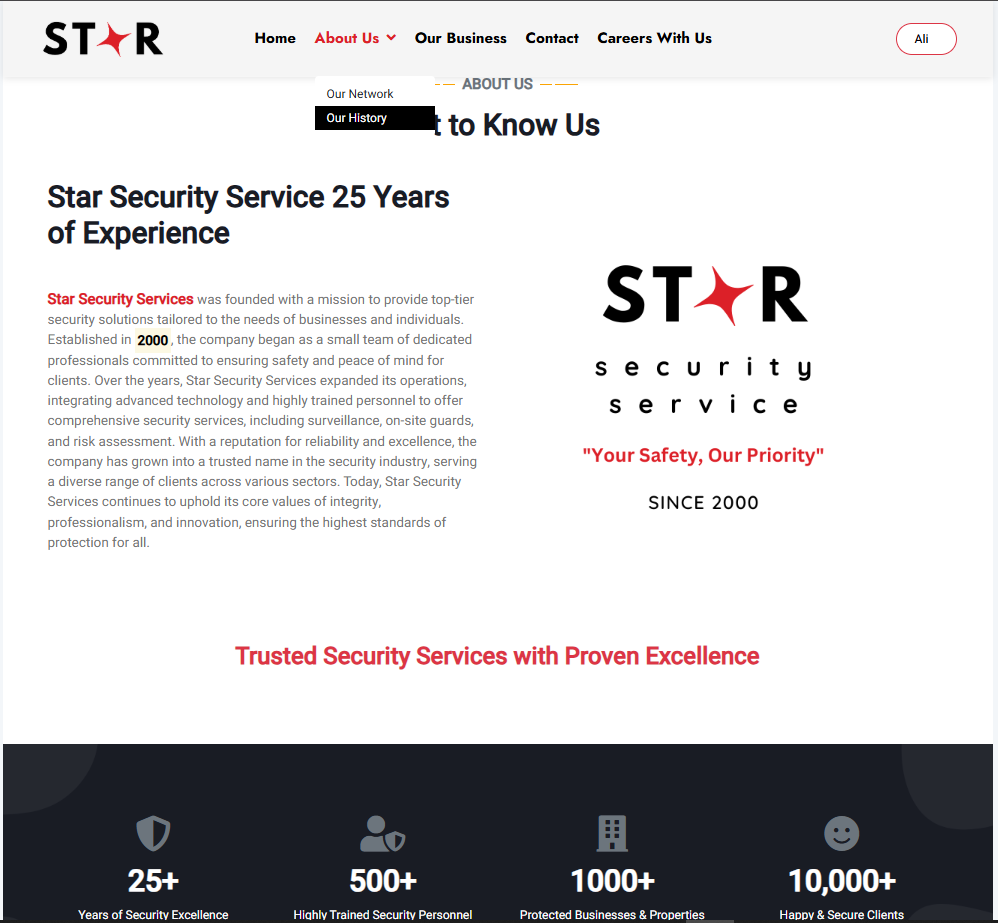 ST R
Home About Us Our Business Contact Careers With Us
Ali
ABOUT US
Our Network
Our History
t to Know Us
Star Security Service 25 Years
of Experience
Star Security Services was founded with a mission to provide top-tier
security solutions tailored to the needs of businesses and individuals.
Established in 2000, the company began as a small team of dedicated
professionals committed to ensuring safety and peace of mind for
clients. Over the years, Star Security Services expanded its operations,
integrating advanced technology and highly trained personnel to offer
comprehensive security services, including surveillance, on-site guards,
and risk assessment. With a reputation for reliability and excellence, the
company has grown into a trusted name in the security industry, serving
a diverse range of clients across various sectors. Today, Star Security
Services continues to uphold its core values of integrity,
professionalism, and innovation, ensuring the highest standards of
protection for all.
ST R
security
service
"Your Safety, Our Priority"
SINCE 2000
Trusted Security Services with Proven Excellence
25+
Years of Security Excellence
500+
Highly Trained Security Personnel
1000+
Protected Businesses & Properties
10,000+
Happy & Secure Clients